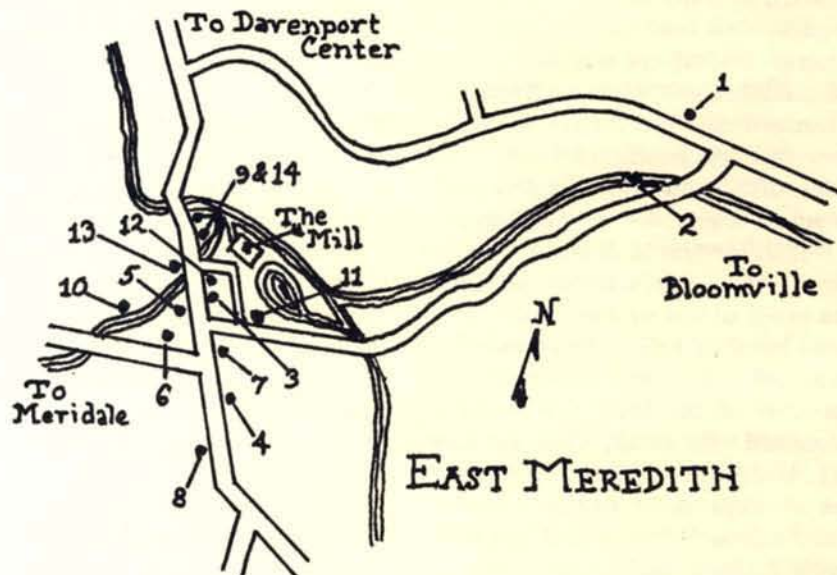 To Davenport
Center
1
9 & 14
The
Mill
12
13
2
5
11
10
To
Bloomville
N
3
7
6
To
Meridale
4
8
EAST MEREDITH